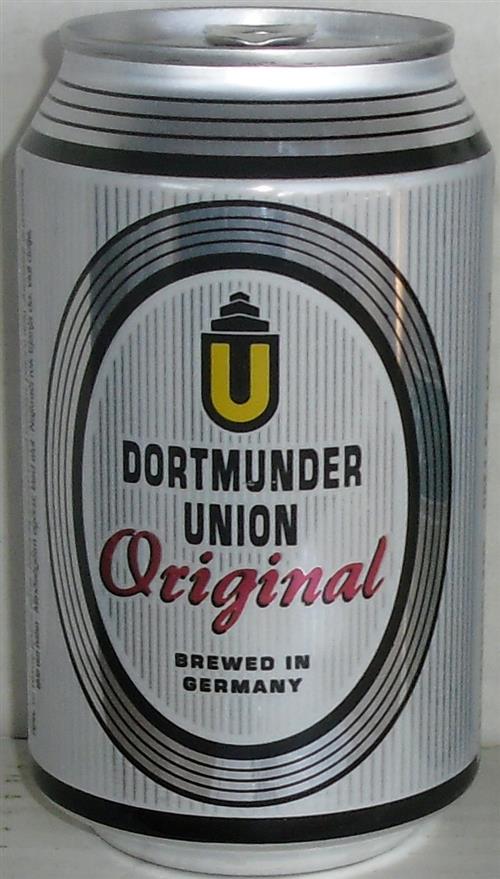 U
DORTMUNDER
UNION
Original
BREWED IN
GERMANY